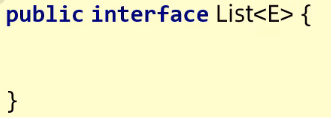 public interface List<E> {
}